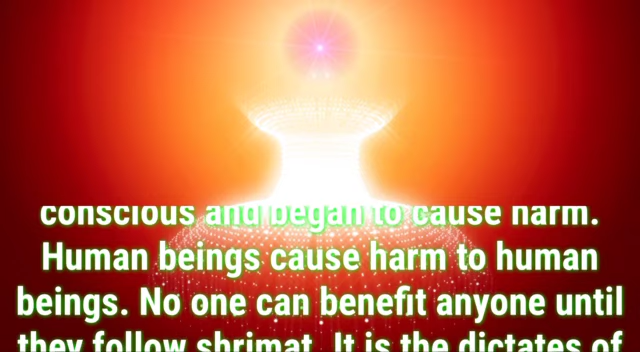 conscious and began to cause harm.
Human beings cause harm to human
beings. No one can benefit anyone until
they follow shrimat. It is the dictates of